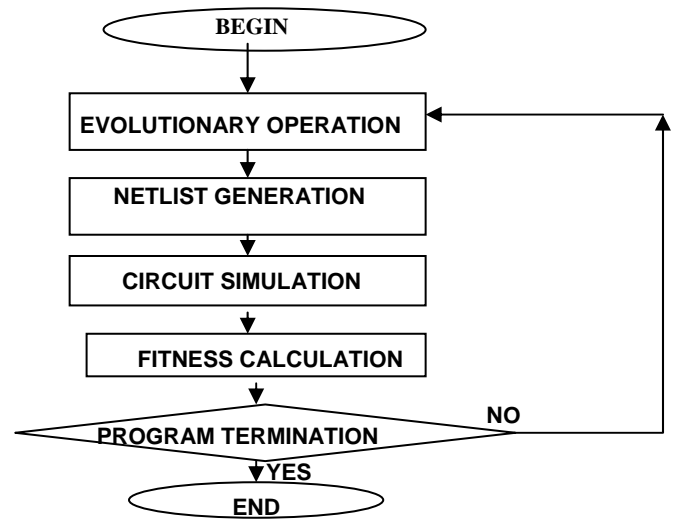 BEGIN
EVOLUTIONARY OPERATION
NETLIST GENERATION
CIRCUIT SIMULATION
FITNESS CALCULATION
NO
PROGRAM TERMINATION
YES
END